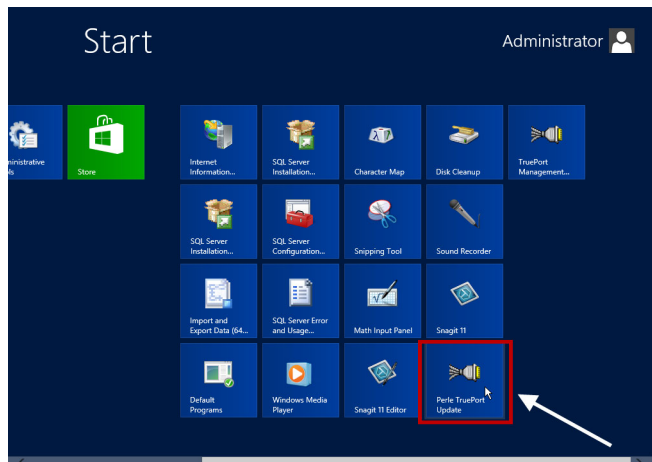 Start
Administrator
ministrative
ls
Store
Internet
Information...
SQL Server
Installation...
Character Map
Disk Cleanup
TruePort
Management...
SQL Server
Installation...
SQL Server
Configuration...
Snipping Tool
Sound Recorder
Import and
Export Data (64...
SQL Server Error
and Usage...
Math Input Panel
Snagit 11
Default
Programs
Windows Media
Player
Snagit 11 Editor
Perle TruePort
Update